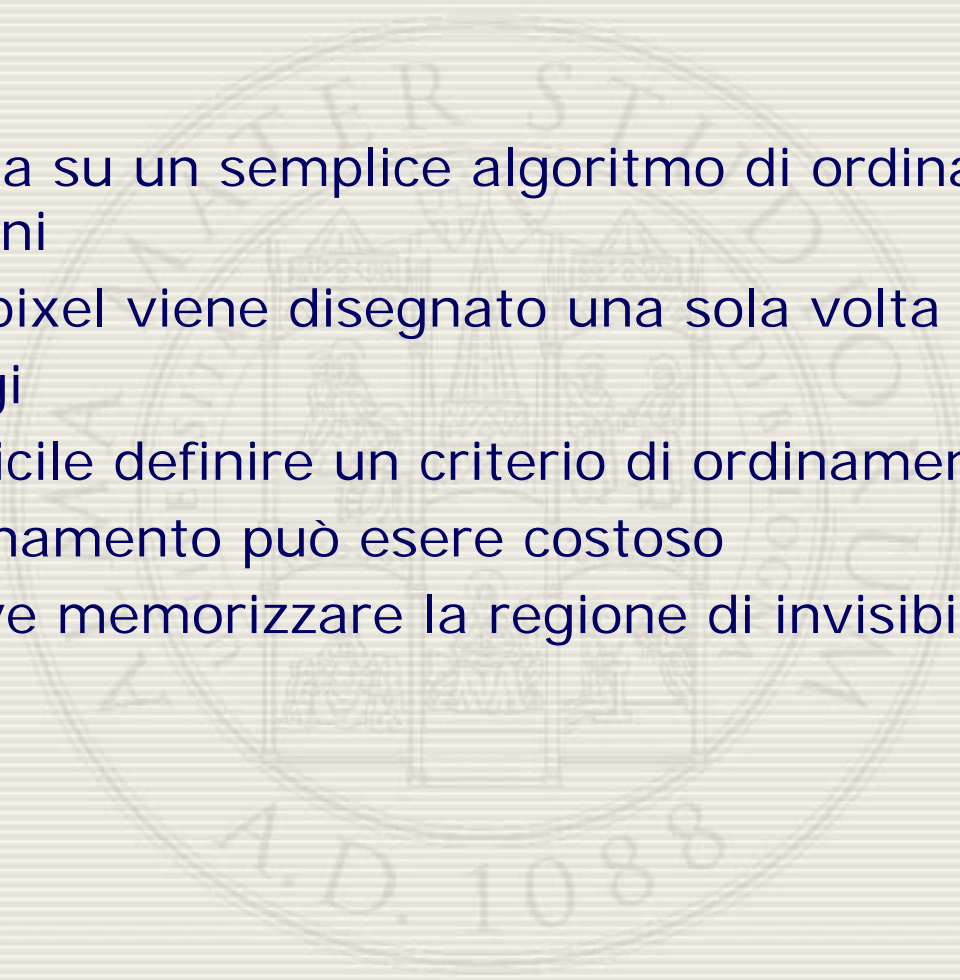 a su un semplice algoritmo di ordina
ni
pixel viene disegnato una sola volta
gi
icile definire un criterio di ordinamen
namento può esere costoso
ve memorizzare la regione di invisibi
A.D. 1088